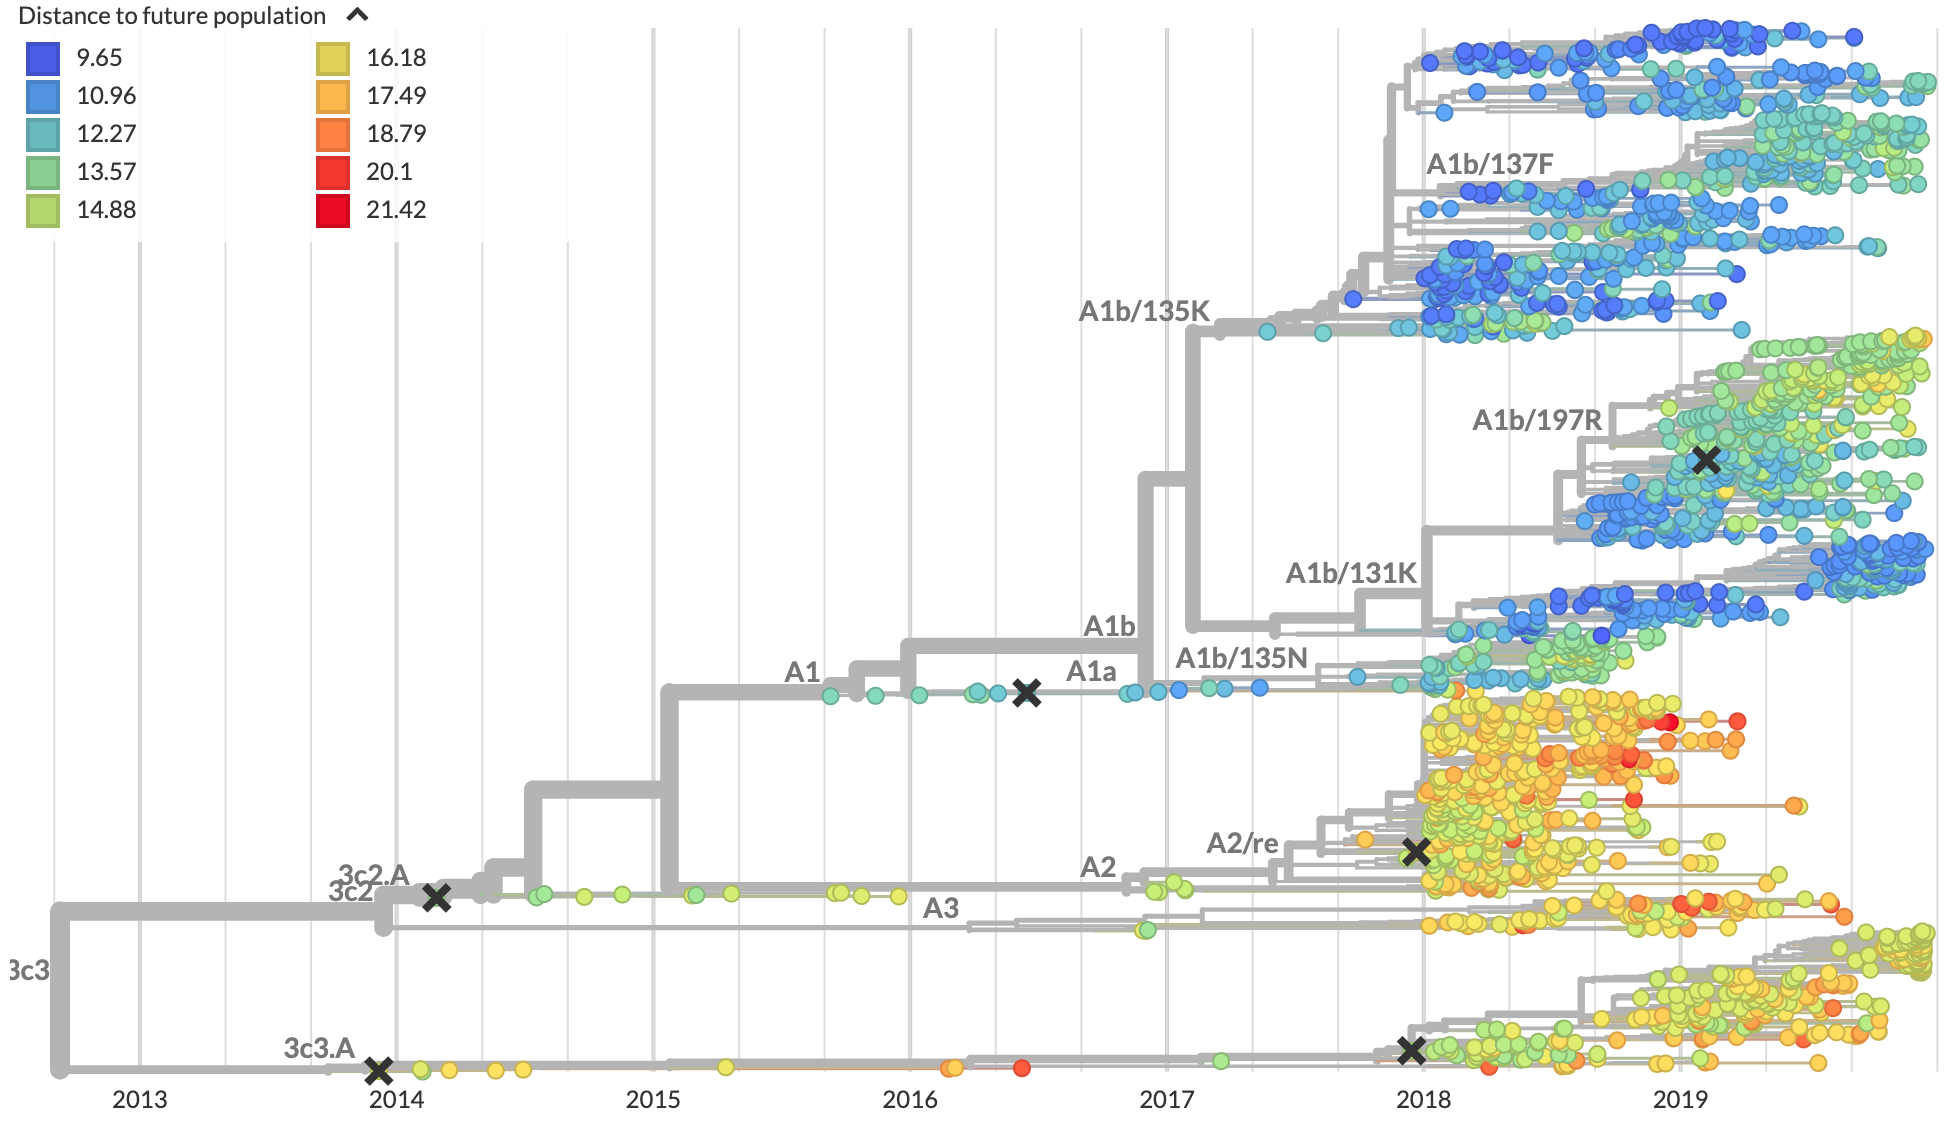 Distance to future population
9.65 16.18
10.96 17.49
12.27 18.79
13.57 20.1
14.88 21.42
A1b/137F
A1b/135K
A1b/197R
A1b/131K
A1b
A1b/135N
A1
A1a
A2/re
A2
3c2.A
3c2
A3
3c3
3c3.A
2013 2014 2015 2016 2017 2018 2019